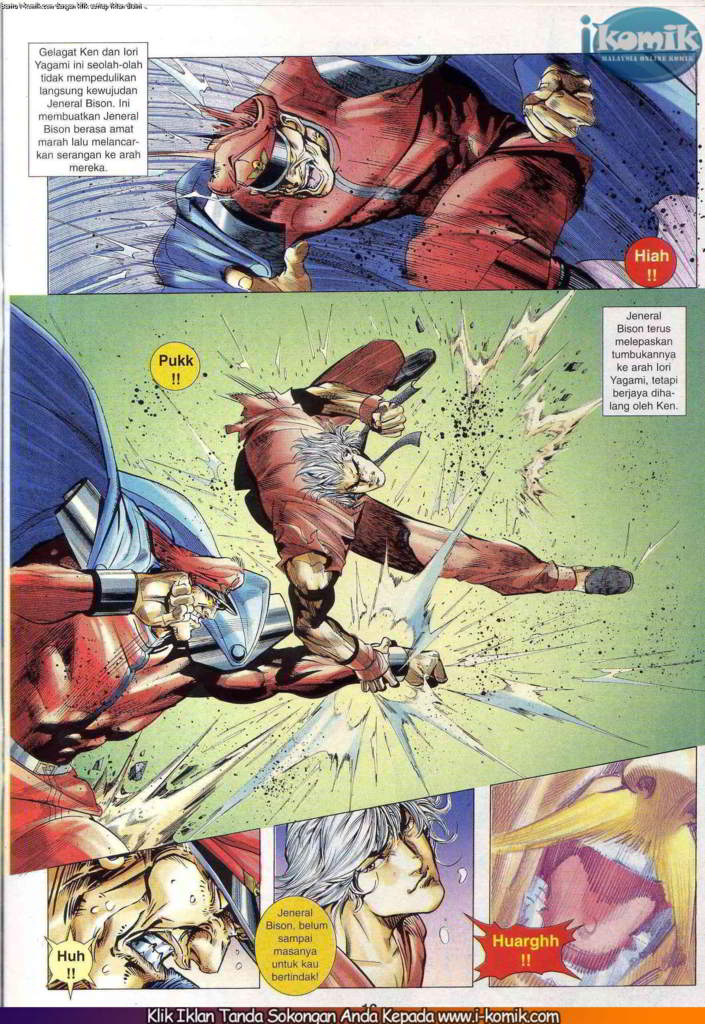 ikomik
MALAYSIA ONLINE KOMIK
Gelagat Ken dan Iori
Yagami ini seolah-olah
tidak mempedulikan
langsung kewujudan
Jeneral Bison. Ini
membuatkan Jeneral
Bison berasa amat
marah lalu melancar-
kan serangan ke arah
mereka.
Hiah
!!
Jeneral
Bison terus
melepaskan
tumbukannya
ke arah Iori
Yagami, tetapi
berjaya diha-
lang oleh Ken.
Pukk
!!
Huh
!!
Jeneral
Bison, belum
sampai
masanya
untuk kau
bertindak!
Huarghh
!!
Klik Iklan Tanda Sokongan Anda Kepada www.i-komik.com